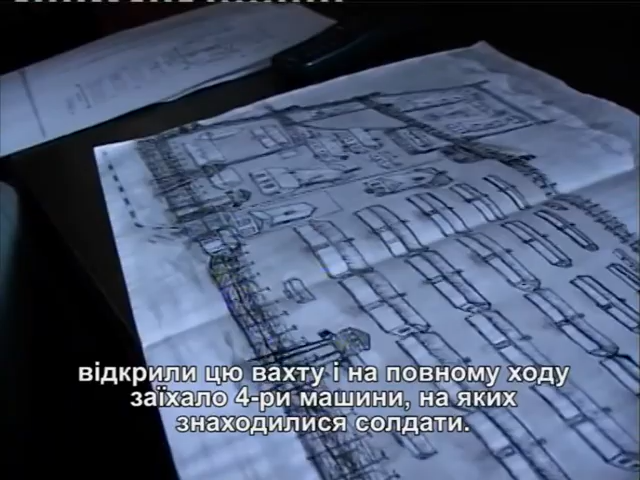 відкрили цю вахту і на повному ходу
заїхало 4-ри машини, на яких
знаходилися солдати.